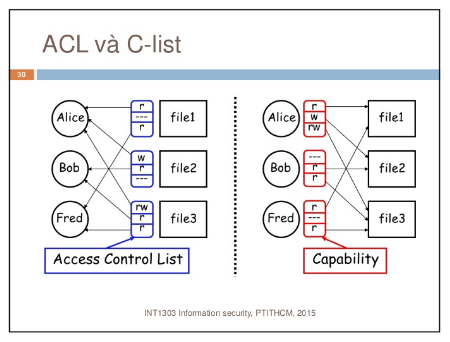 ACL và C-list
30
Alice
r
---
r
file1
Bob
w
r
---
file2
Fred
rw
r
r
file3
Access Control List
Alice
r
w
rw
file1
Bob
---
r
r
file2
Fred
r
---
r
file3
Capability
INT1303 Information security, PTITHCM, 2015